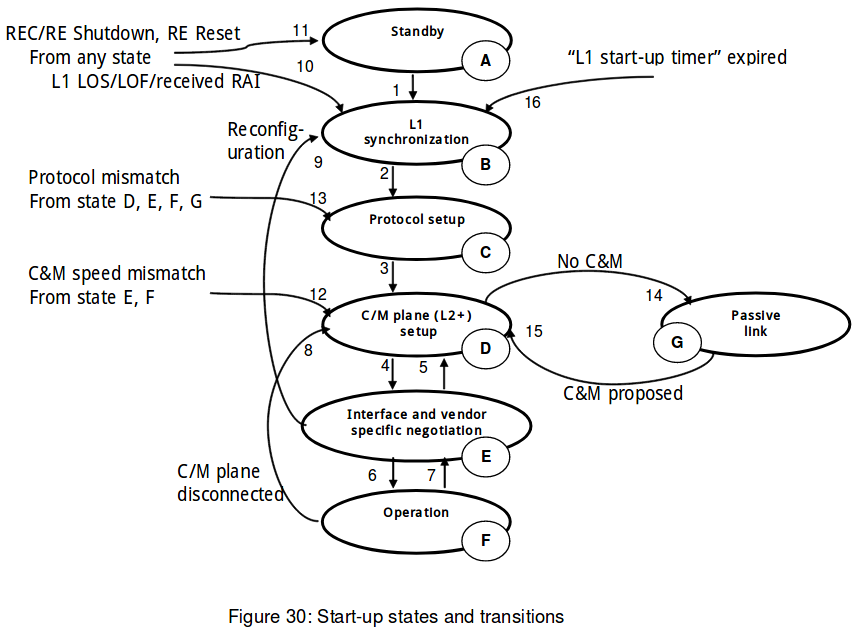 REC/RE Shutdown, RE Reset
11
From any state
10
L1 LOS/LOF/received RAI
Standby
A
“L1 start-up timer” expired
1
16
L1
synchronization
B
Reconfig-
uration
9
2
Protocol mismatch
From state D, E, F, G
13
Protocol setup
C
3
C&M speed mismatch
From state E, F
12
No C&M
14
C/M plane (L2+)
setup
D
8
15
Passive
link
G
4
5
C&M proposed
Interface and vendor
specific negotiation
E
C/M plane
disconnected
6
7
Operation
F
Figure 30: Start-up states and transitions